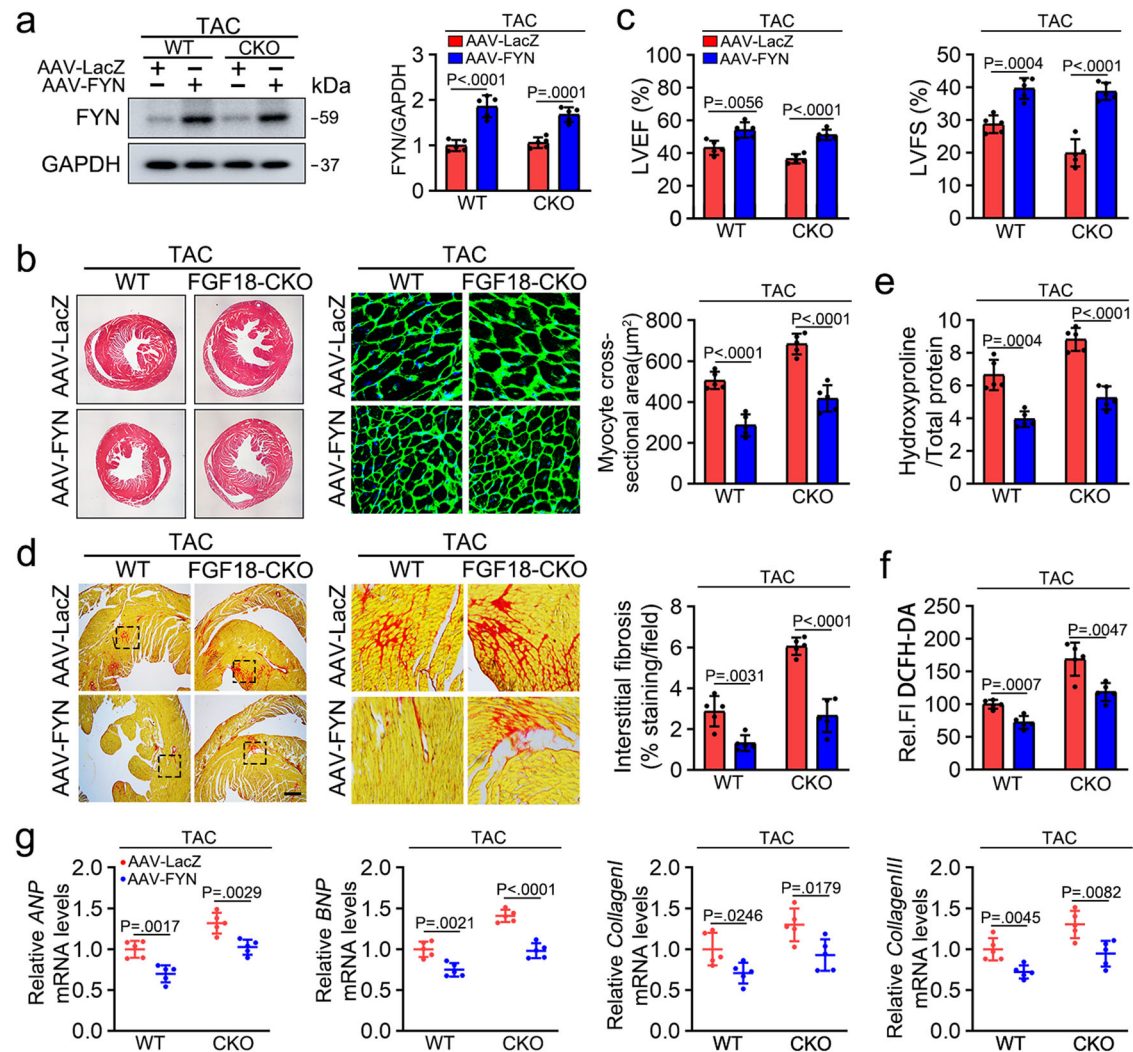 a
TAC
WT CKO
AAV-LacZ + − + −
AAV-FYN − + − + kDa
FYN -59
GAPDH -37
TAC
AAV-LacZ
AAV-FYN
FYN/GAPDH
3
2
1
0
P<.0001
P=.0001
WT CKO
c
TAC
AAV-LacZ
AAV-FYN
LVEF (%)
100
80
60
40
20
0
P=.0056
P<.0001
WT CKO
TAC
LVFS (%)
50
40
30
20
10
0
P=.0004
P<.0001
WT CKO
b
TAC
WT FGF18-CKO
AAV-LacZ
AAV-FYN
TAC
WT FGF18-CKO
AAV-LacZ
AAV-FYN
TAC
Myocyte cross-
sectional area(μm²)
800
600
400
200
0
P<.0001
P<.0001
WT CKO
e
TAC
Hydroxyproline
/Total protein
10
8
6
4
2
0
P=.0004
P<.0001
WT CKO
d
TAC
WT FGF18-CKO
AAV-LacZ
AAV-FYN
TAC
WT FGF18-CKO
AAV-LacZ
AAV-FYN
TAC
Interstitial fibrosis
(% staining/field)
8
6
4
2
0
P=.0031
P<.0001
WT CKO
f
TAC
Rel.FI DCFH-DA
250
200
150
100
50
0
P=.0007
P=.0047
WT CKO
g
TAC
AAV-LacZ
AAV-FYN
Relative ANP
mRNA levels
2.0
1.5
1.0
0.5
0.0
P=.0017
P=.0029
WT CKO
TAC
Relative BNP
mRNA levels
2.0
1.5
1.0
0.5
0.0
P=.0021
P<.0001
WT CKO
TAC
Relative CollagenI
mRNA levels
2.0
1.5
1.0
0.5
0.0
P=.0246
P=.0179
WT CKO
TAC
Relative CollagenIII
mRNA levels
2.0
1.5
1.0
0.5
0.0
P=.0045
P=.0082
WT CKO